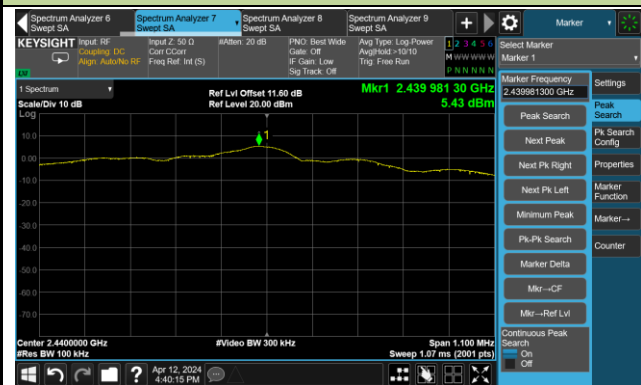 Spectrum Analyzer 6
Swept SA
Spectrum Analyzer 7
Swept SA
Spectrum Analyzer 8
Swept SA
Spectrum Analyzer 9
Swept SA
+
Marker
KEYSIGHT
Input: RF
Coupling: DC
Align: Auto/No RF
Input Z: 50 Ω
Corr CCorr
Freq Ref: Int (S)
#Atten: 20 dB
PNO: Best Wide
Gate: Off
IF Gain: Low
Sig Track: Off
Avg Type: Log-Power
Avg|Hold:>10/10
Trig: Free Run
1 2 3 4 5 6
M W W W W W
P N N N N N
Select Marker
Marker 1
LVI
1 Spectrum
Scale/Div 10 dB
Log
Ref Lvl Offset 11.60 dB
Ref Level 20.00 dBm
Mkr1 2.439 981 30 GHz
5.43 dBm
1
10.0
0.00
-10.0
-20.0
-30.0
-40.0
-50.0
-60.0
-70.0
Center 2.4400000 GHz
#Res BW 100 kHz
#Video BW 300 kHz
Span 1.100 MHz
Sweep 1.07 ms (2001 pts)
Marker Frequency
2.439981300 GHz
Peak Search
Next Peak
Next Pk Right
Next Pk Left
Minimum Peak
Pk-Pk Search
Marker Delta
Mkr→CF
Mkr→Ref Lvl
Continuous Peak
Search
On
Off
Settings
Peak
Search
Pk Search
Config
Properties
Marker
Function
Marker→
Counter
?
Apr 12, 2024
4:40:15 PM